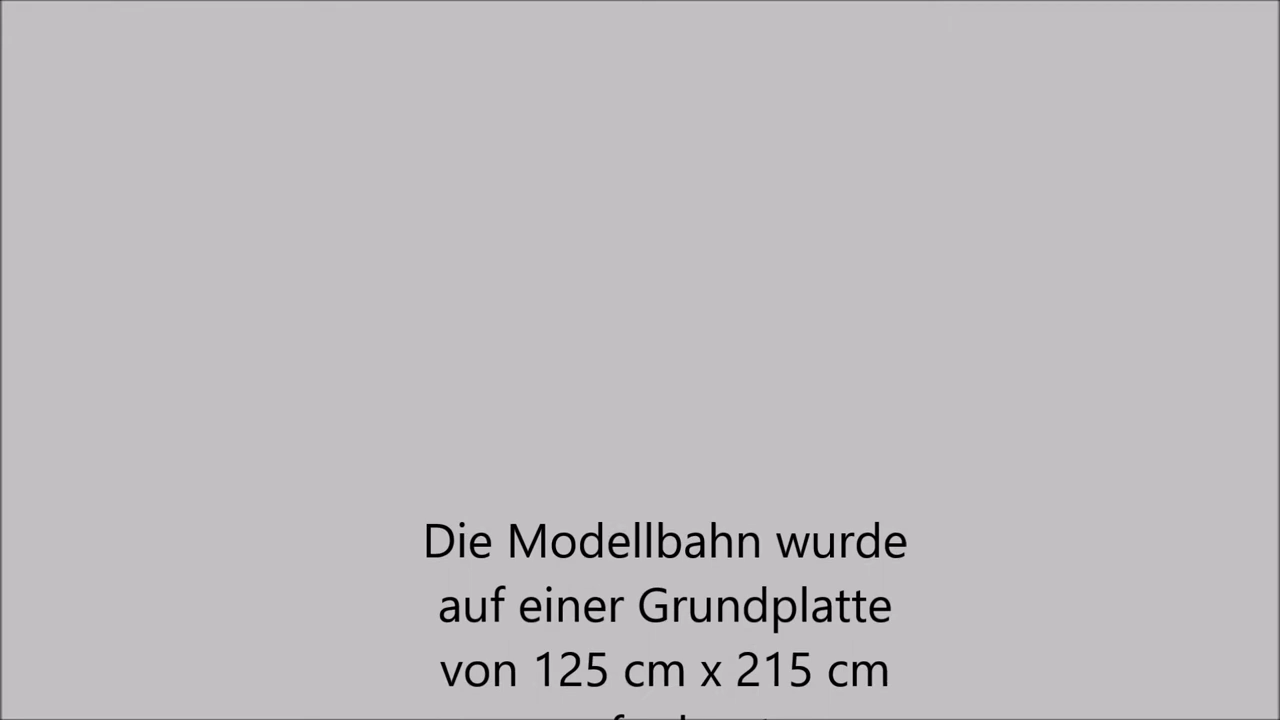 Die Modellbahn wurde
auf einer Grundplatte
von 125 cm x 215 cm